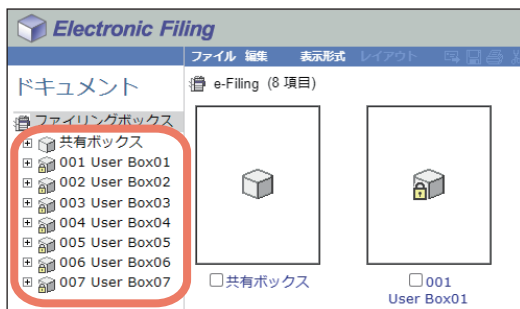 Electronic Filing
ファイル 編集 表示形式 レイアウト
ドキュメント
e-Filing (8 項目)
ファイリングボックス
共有ボックス
001 User Box01
002 User Box02
003 User Box03
004 User Box04
005 User Box05
006 User Box06
007 User Box07
共有ボックス
001
User Box01